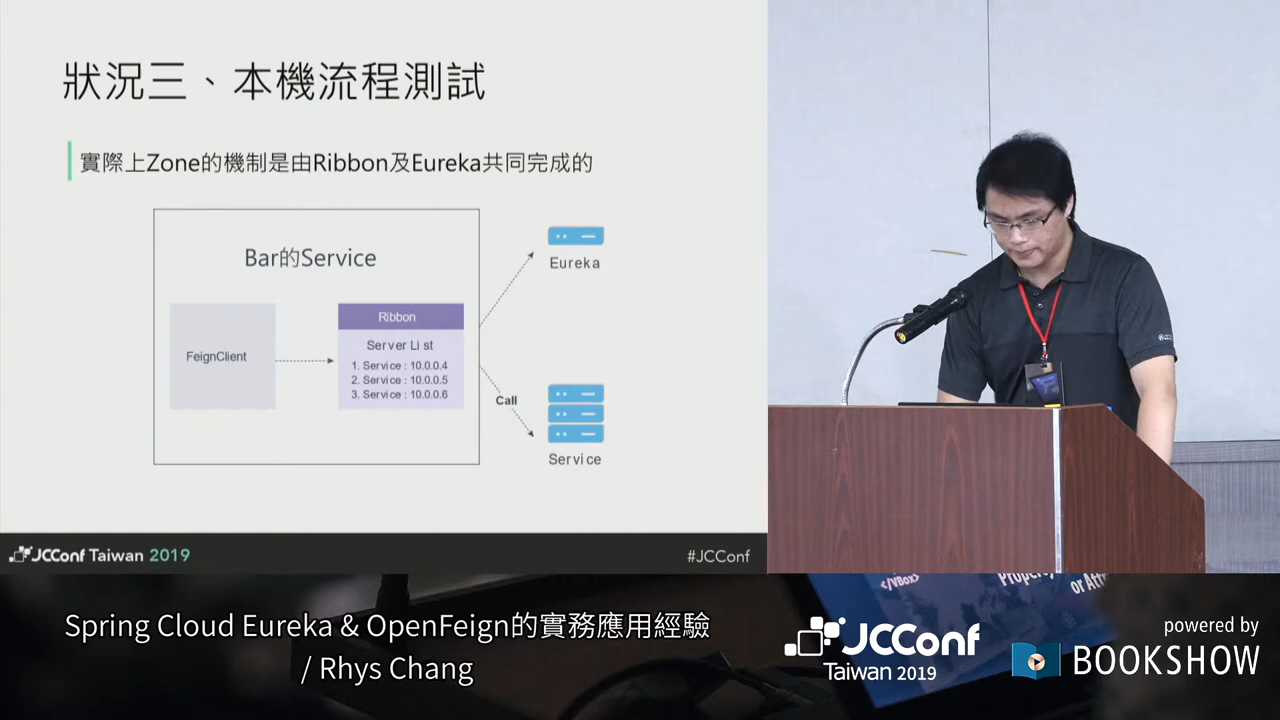 狀況三、本機流程測試
實際上Zone的機制是由Ribbon及Eureka共同完成的
Bar的Service
FeignClient
Ribbon
Server List
1. Service : 10.0.0.4
2. Service : 10.0.0.5
3. Service : 10.0.0.6
Eureka
Call
Service
JCConf Taiwan 2019
#JCConf
</VBox>
Spring Cloud Eureka & OpenFeign的實務應用經驗
/ Rhys Chang
JCConf
Taiwan 2019
powered by
BOOKSHOW